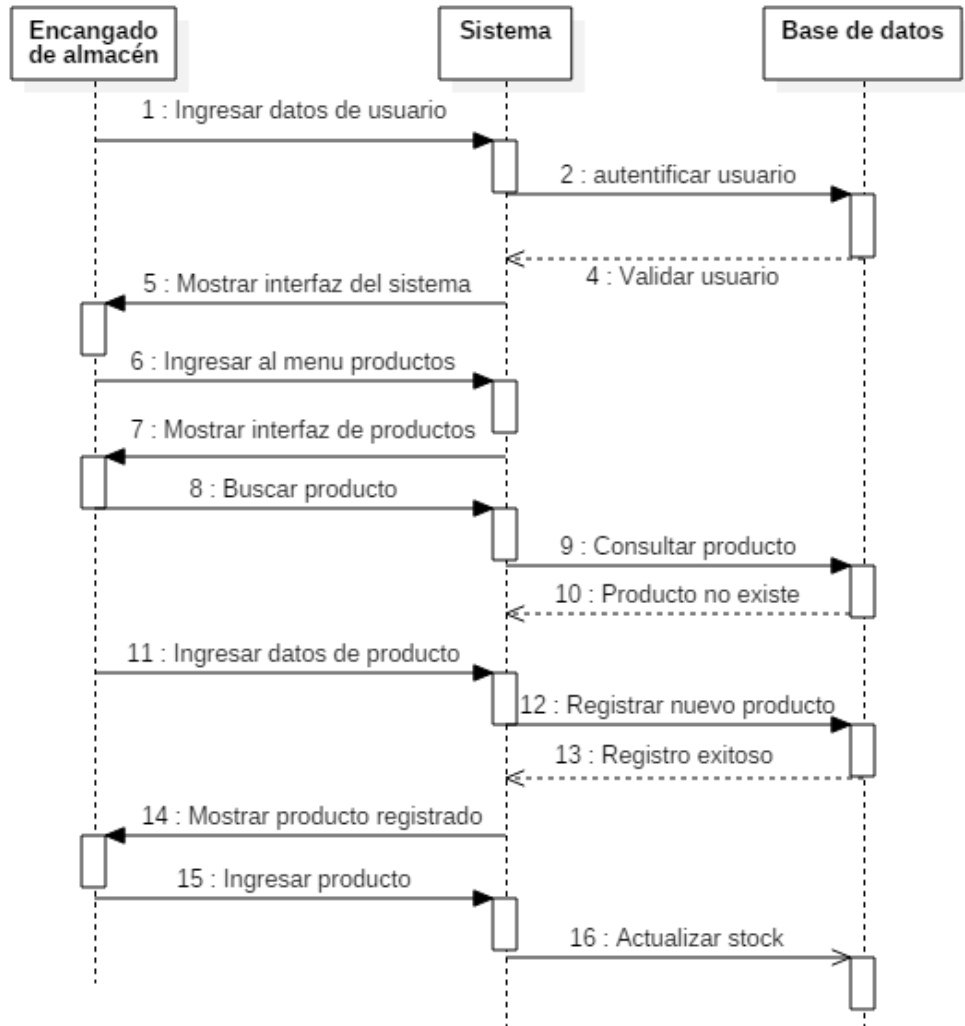 Encangado
de almacén
Sistema
Base de datos
1 : Ingresar datos de usuario
2 : autentificar usuario
4 : Validar usuario
5 : Mostrar interfaz del sistema
6 : Ingresar al menu productos
7 : Mostrar interfaz de productos
8 : Buscar producto
9 : Consultar producto
10 : Producto no existe
11 : Ingresar datos de producto
12 : Registrar nuevo producto
13 : Registro exitoso
14 : Mostrar producto registrado
15 : Ingresar producto
16 : Actualizar stock